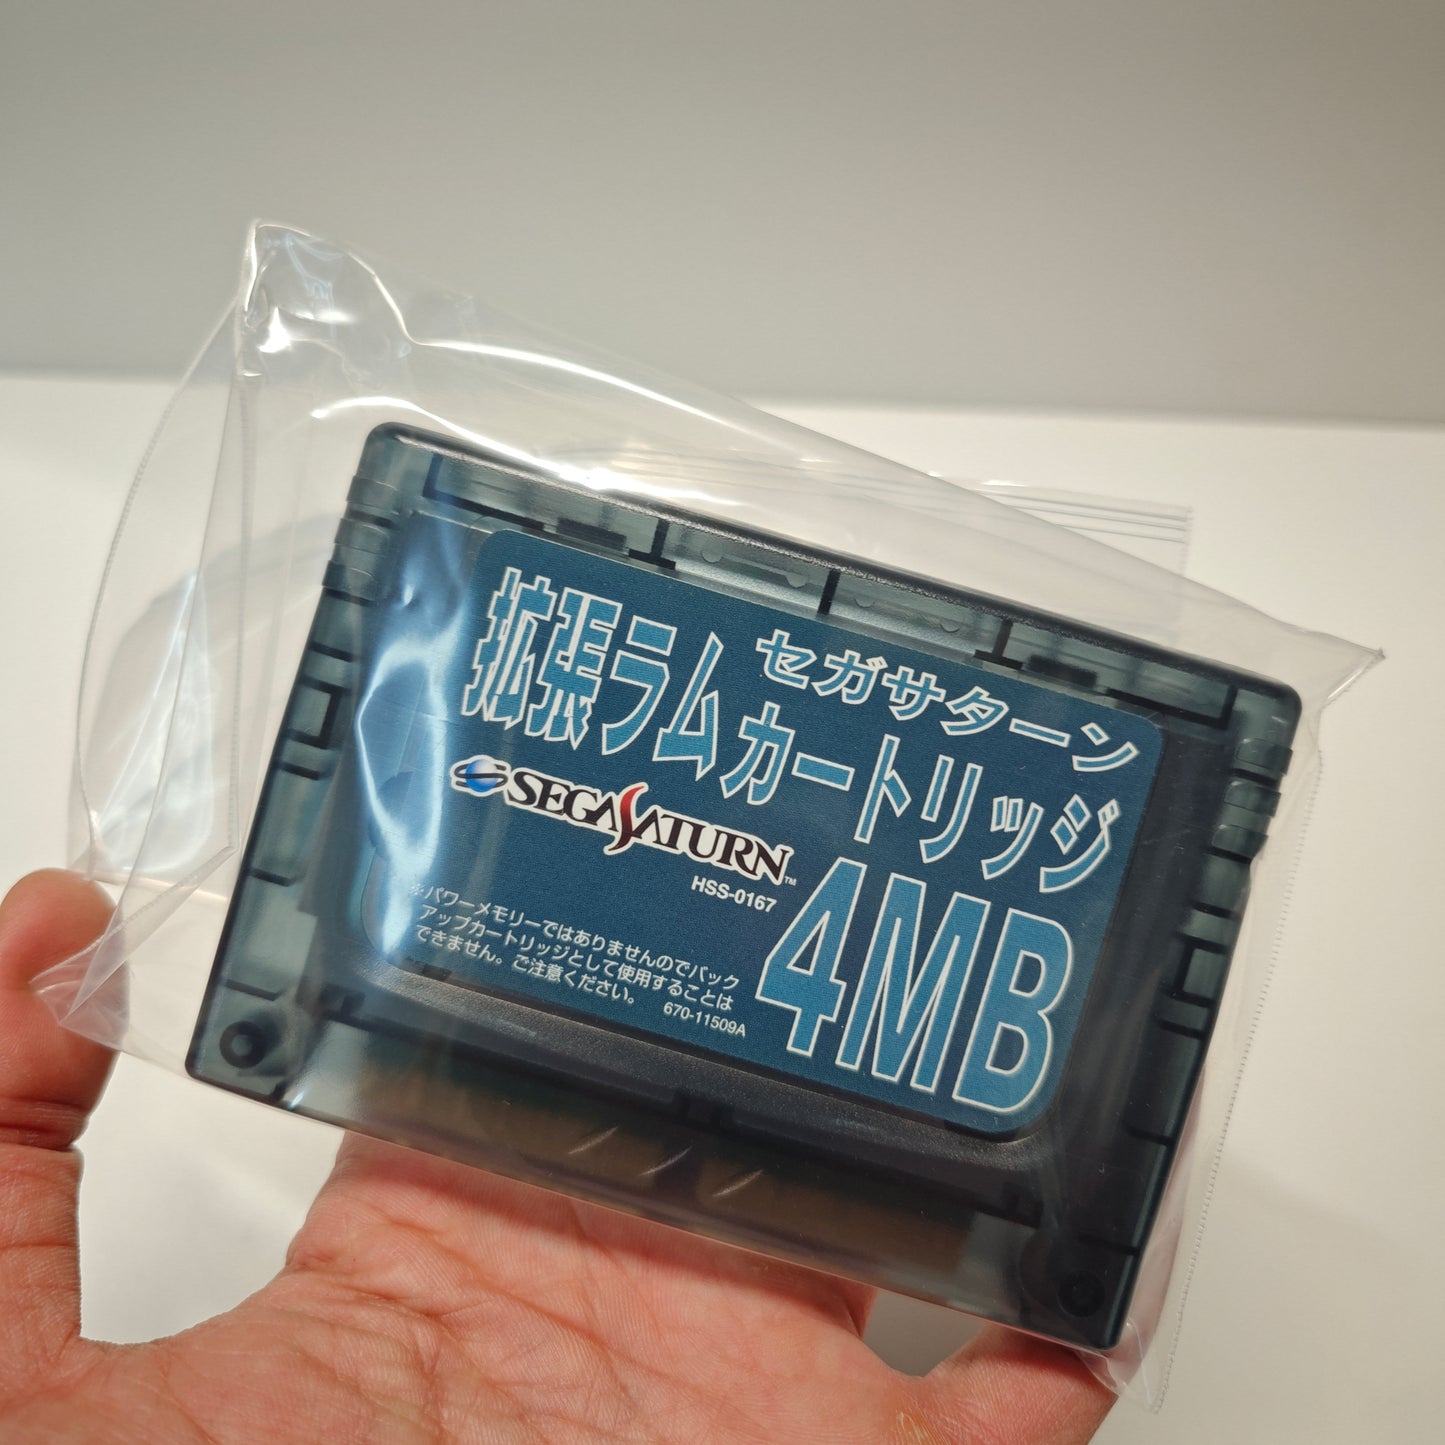 セガサターン
拡張ラムカートリッジ
SEGA SATURN™
HSS-0167
4MB
※パワーメモリーではありませんのでバック
アップカートリッジとして使用することは
できません。ご注意ください。
670-11509A